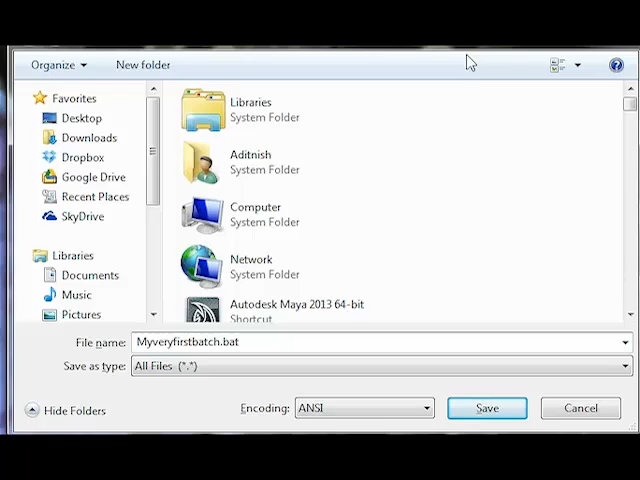 Organize
New folder
Favorites
Desktop
Downloads
Dropbox
Google Drive
Recent Places
SkyDrive
Libraries
Documents
Music
Pictures
Libraries
System Folder
Aditnish
System Folder
Computer
System Folder
Network
System Folder
Autodesk Maya 2013 64-bit
Shortcut
File name: Myveryfirstbatch.bat
Save as type: All Files (*.*)
Hide Folders
Encoding: ANSI
Save
Cancel